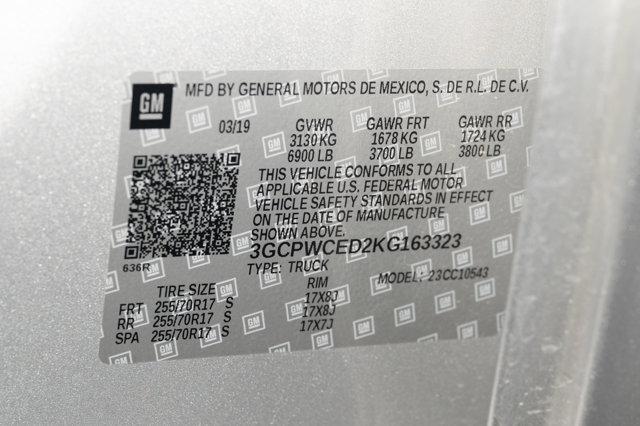 GM MFD BY GENERAL MOTORS DE MEXICO, S. DE R.L. DE C.V.
03/19 GVWR GAWR FRT GAWR RR
3130 KG 1678 KG 1724 KG
6900 LB 3700 LB 3800 LB
THIS VEHICLE CONFORMS TO ALL
APPLICABLE U.S. FEDERAL MOTOR
VEHICLE SAFETY STANDARDS IN EFFECT
ON THE DATE OF MANUFACTURE
SHOWN ABOVE.
3GCPWCED2KG163323
636R
TYPE: TRUCK MODEL: 23CC10543
TIRE SIZE RIM
FRT 255/70R17 S 17X8J
RR 255/70R17 S 17X8J
SPA 255/70R17 S 17X7J